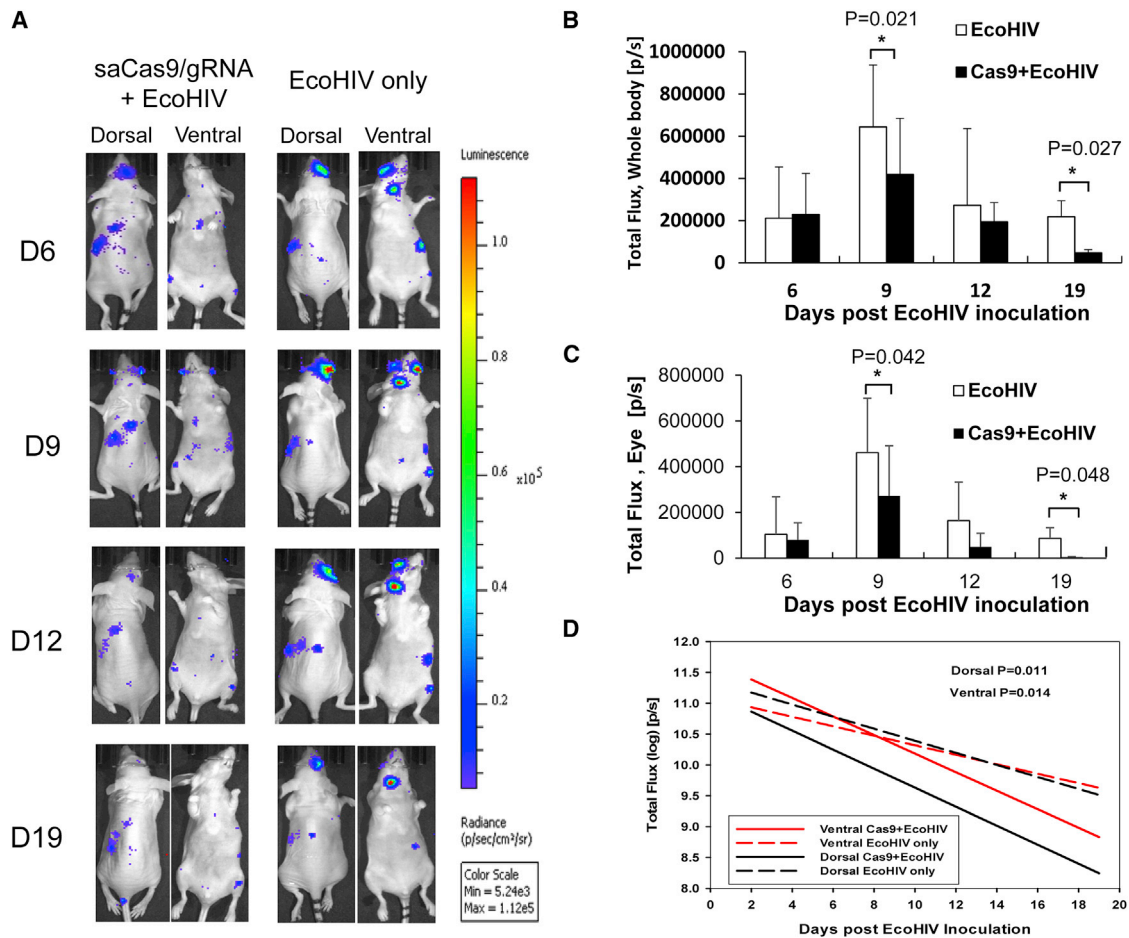 A
saCas9/gRNA
+ EcoHIV
EcoHIV only
Dorsal
Ventral
Dorsal
Ventral
D6
D9
D12
D19
Luminescence
1.0
0.8
0.6
x10⁵
0.4
0.2
Radiance
(p/sec/cm²/sr)
Color Scale
Min = 5.24e3
Max = 1.12e5
B
P=0.021
*
EcoHIV
Cas9+EcoHIV
P=0.027
*
Total Flux, Whole body [p/s]
1000000
800000
600000
400000
200000
0
6
9
12
19
Days post EcoHIV inoculation
C
P=0.042
*
EcoHIV
Cas9+EcoHIV
P=0.048
*
Total Flux , Eye [p/s]
800000
600000
400000
200000
0
6
9
12
19
Days post EcoHIV inoculation
D
Dorsal P=0.011
Ventral P=0.014
Total Flux (log) [p/s]
12.0
11.5
11.0
10.5
10.0
9.5
9.0
8.5
8.0
Ventral Cas9+EcoHIV
Ventral EcoHIV only
Dorsal Cas9+EcoHIV
Dorsal EcoHIV only
0 2 4 6 8 10 12 14 16 18 20
Days post EcoHIV Inoculation